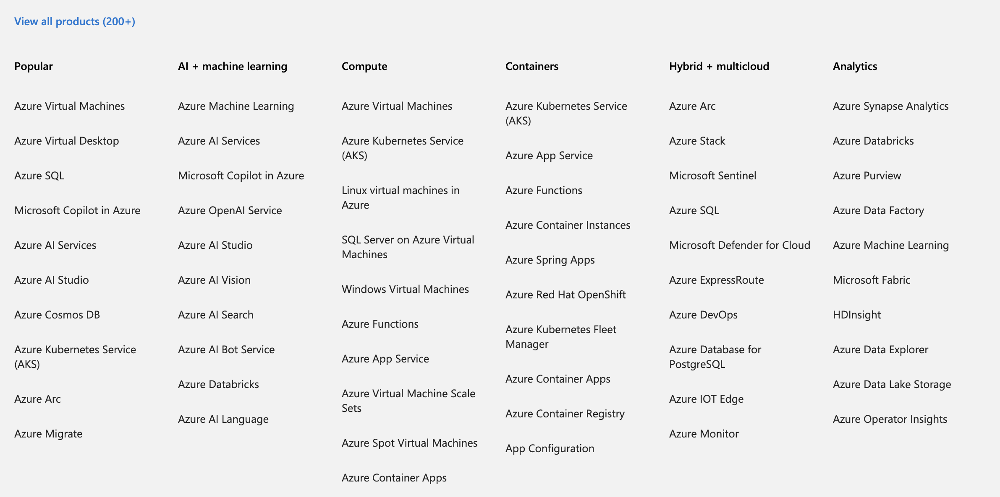 View all products (200+)
Popular
Azure Virtual Machines
Azure Virtual Desktop
Azure SQL
Microsoft Copilot in Azure
Azure AI Services
Azure AI Studio
Azure Cosmos DB
Azure Kubernetes Service
(AKS)
Azure Arc
Azure Migrate
AI + machine learning
Azure Machine Learning
Azure AI Services
Microsoft Copilot in Azure
Azure OpenAI Service
Azure AI Studio
Azure AI Vision
Azure AI Search
Azure AI Bot Service
Azure Databricks
Azure AI Language
Compute
Azure Virtual Machines
Azure Kubernetes Service
(AKS)
Linux virtual machines in
Azure
SQL Server on Azure Virtual
Machines
Windows Virtual Machines
Azure Functions
Azure App Service
Azure Virtual Machine Scale
Sets
Azure Spot Virtual Machines
Azure Container Apps
Containers
Azure Kubernetes Service
(AKS)
Azure App Service
Azure Functions
Azure Container Instances
Azure Spring Apps
Azure Red Hat OpenShift
Azure Kubernetes Fleet
Manager
Azure Container Apps
Azure Container Registry
App Configuration
Hybrid + multicloud
Azure Arc
Azure Stack
Microsoft Sentinel
Azure SQL
Microsoft Defender for Cloud
Azure ExpressRoute
Azure DevOps
Azure Database for
PostgreSQL
Azure IOT Edge
Azure Monitor
Analytics
Azure Synapse Analytics
Azure Databricks
Azure Purview
Azure Data Factory
Azure Machine Learning
Microsoft Fabric
HDInsight
Azure Data Explorer
Azure Data Lake Storage
Azure Operator Insights